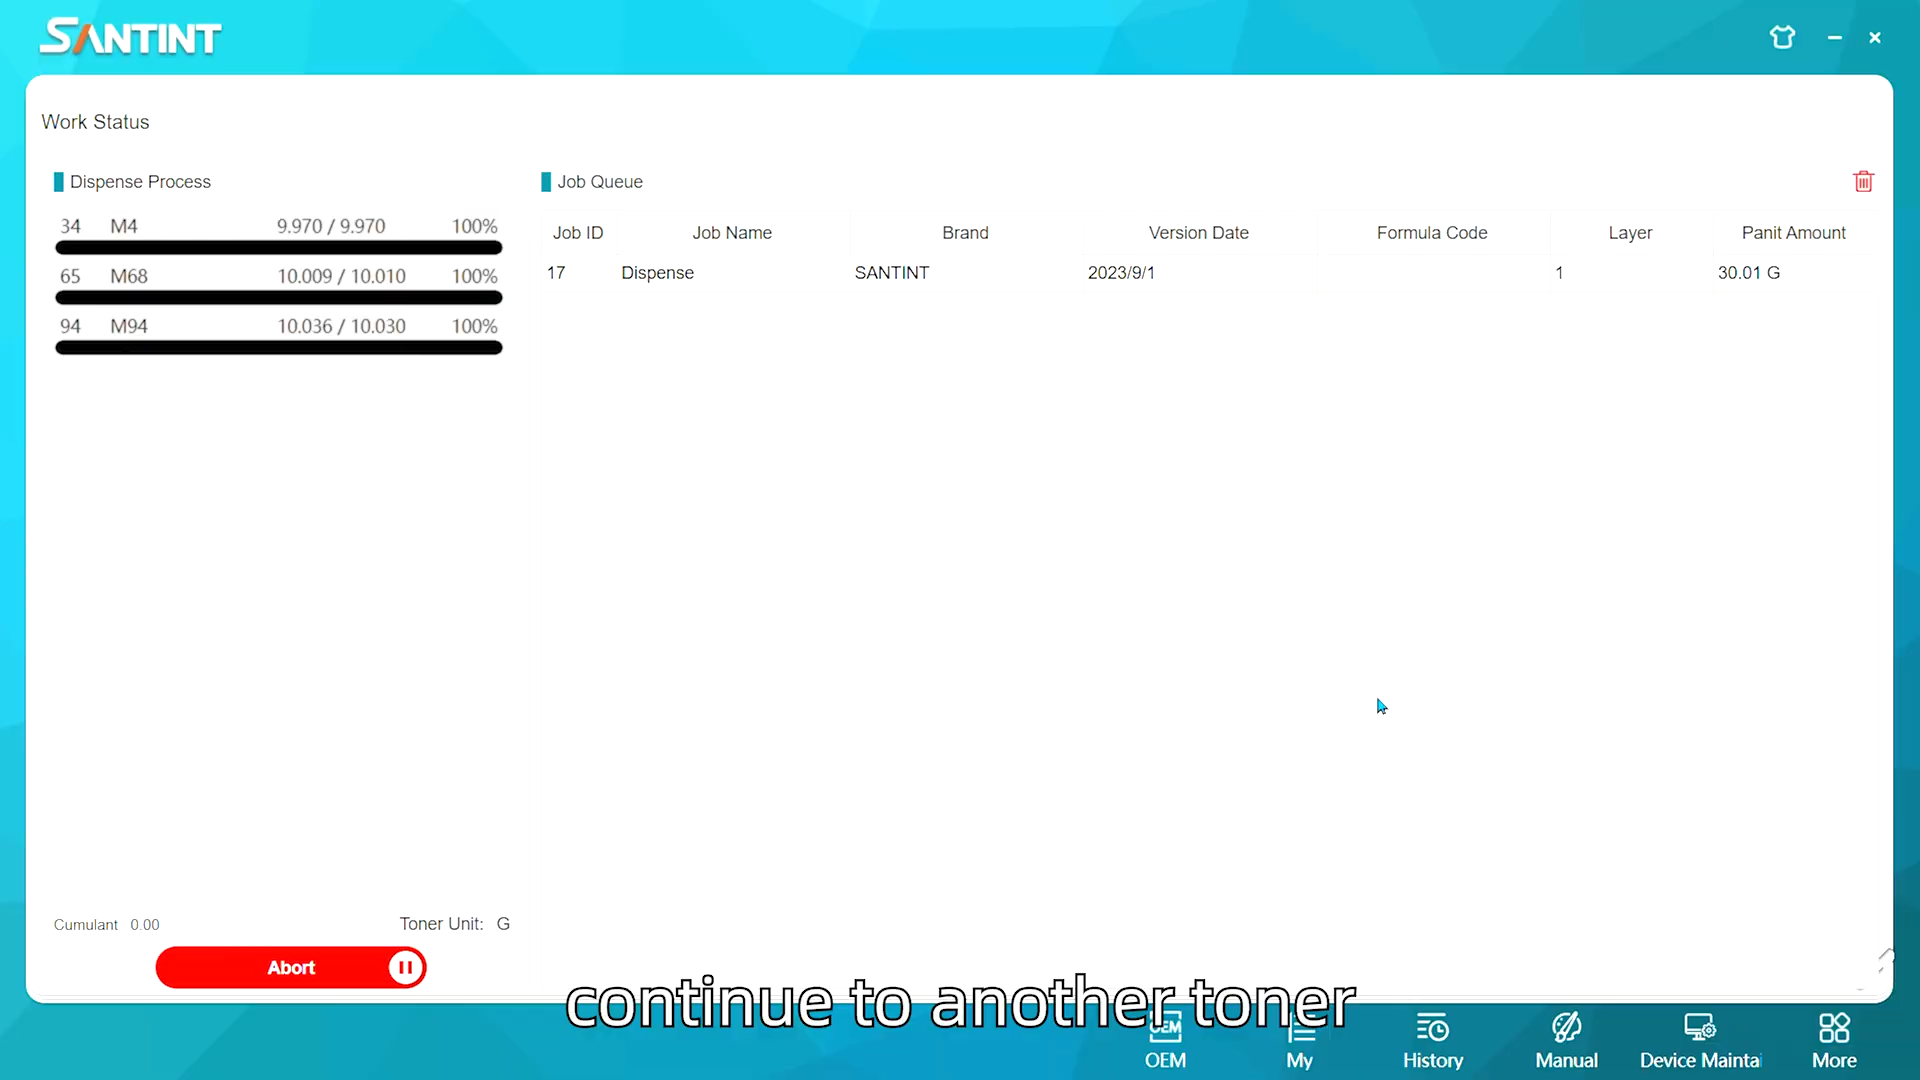 SANTINT
Work Status
Dispense Process
34 M4 9.970 / 9.970 100%
65 M68 10.009 / 10.010 100%
94 M94 10.036 / 10.030 100%
Job Queue
Job ID Job Name Brand Version Date Formula Code Layer Panit Amount
17 Dispense SANTINT 2023/9/1 1 30.01 G
Cumulant 0.00 Toner Unit: G
Abort
continue to another toner
OEM
OEM My History Manual Device Maintai More